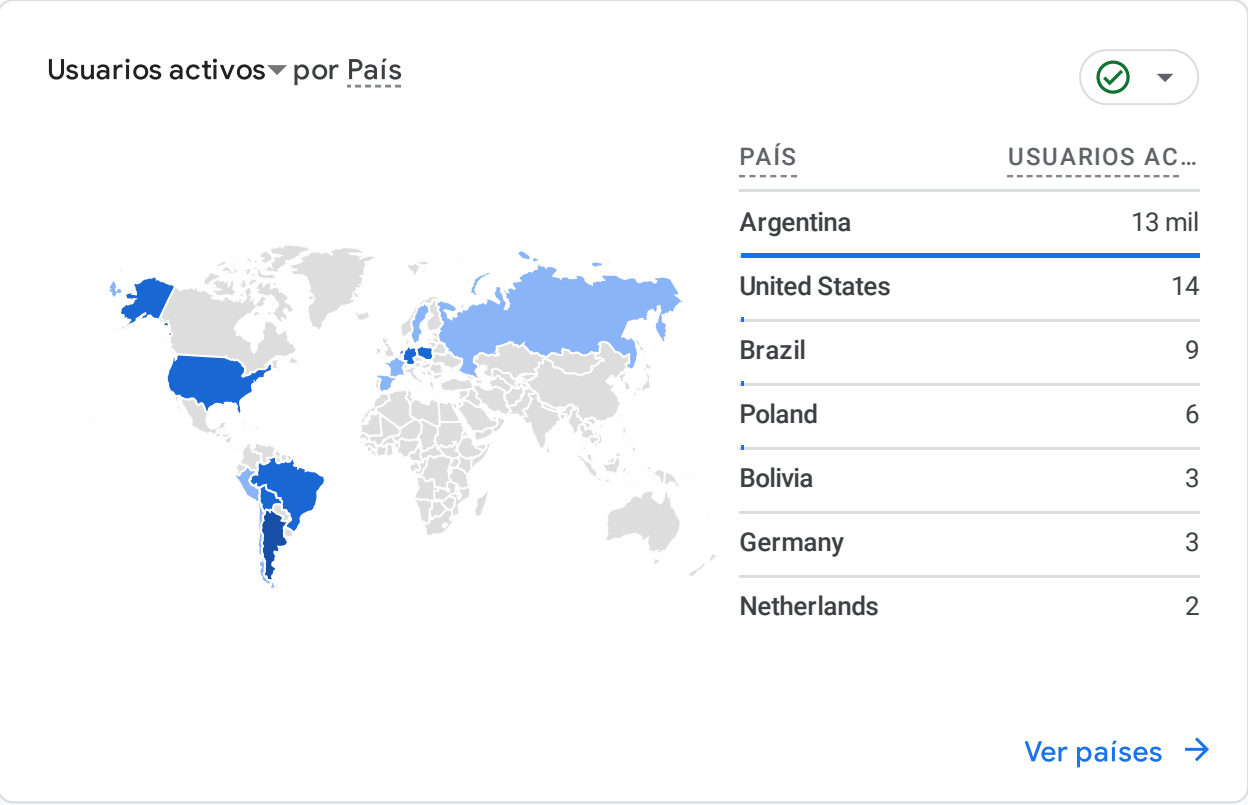 Usuarios activos por País
PAÍS USUARIOS AC...
Argentina 13 mil
United States 14
Brazil 9
Poland 6
Bolivia 3
Germany 3
Netherlands 2
Ver países